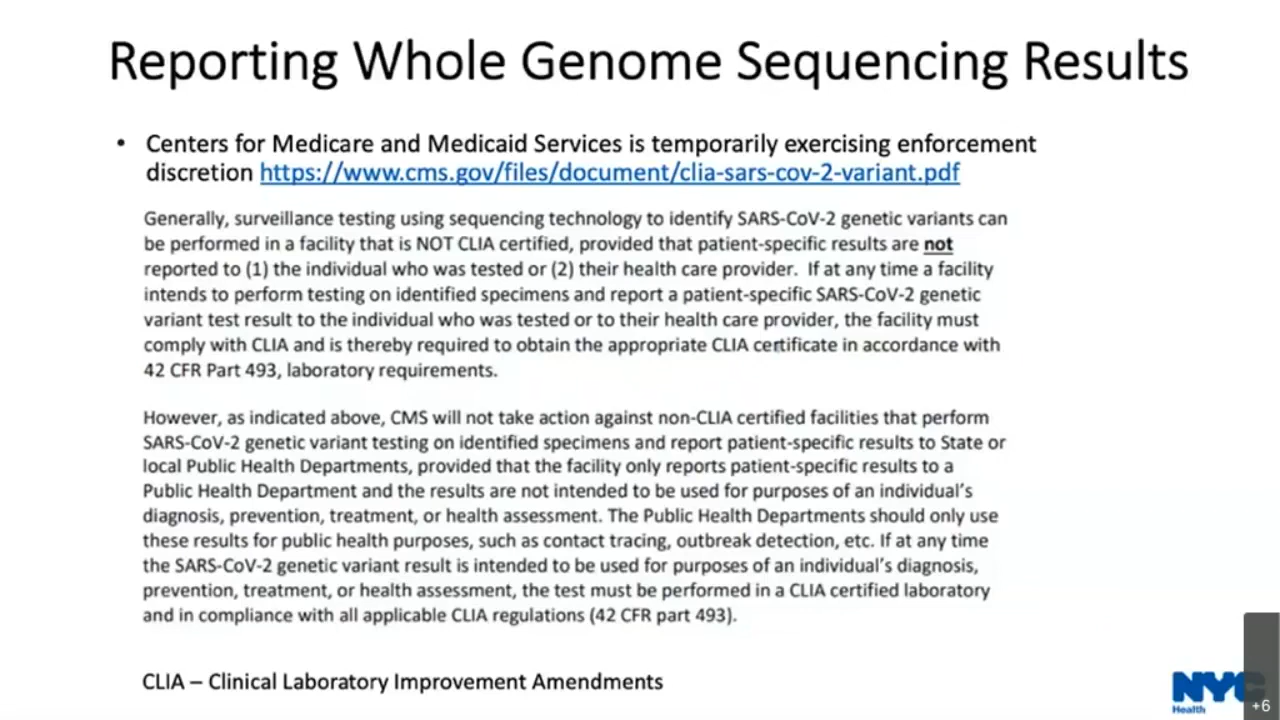 Reporting Whole Genome Sequencing Results
• Centers for Medicare and Medicaid Services is temporarily exercising enforcement
discretion https://www.cms.gov/files/document/clia-sars-cov-2-variant.pdf
Generally, surveillance testing using sequencing technology to identify SARS-CoV-2 genetic variants can
be performed in a facility that is NOT CLIA certified, provided that patient-specific results are not
reported to (1) the individual who was tested or (2) their health care provider.  If at any time a facility
intends to perform testing on identified specimens and report a patient-specific SARS-CoV-2 genetic
variant test result to the individual who was tested or to their health care provider, the facility must
comply with CLIA and is thereby required to obtain the appropriate CLIA certificate in accordance with
42 CFR Part 493, laboratory requirements.
However, as indicated above, CMS will not take action against non-CLIA certified facilities that perform
SARS-CoV-2 genetic variant testing on identified specimens and report patient-specific results to State or
local Public Health Departments, provided that the facility only reports patient-specific results to a
Public Health Department and the results are not intended to be used for purposes of an individual's
diagnosis, prevention, treatment, or health assessment. The Public Health Departments should only use
these results for public health purposes, such as contact tracing, outbreak detection, etc. If at any time
the SARS-CoV-2 genetic variant result is intended to be used for purposes of an individual's diagnosis,
prevention, treatment, or health assessment, the test must be performed in a CLIA certified laboratory
and in compliance with all applicable CLIA regulations (42 CFR part 493).
CLIA – Clinical Laboratory Improvement Amendments
NYC
Health
+6